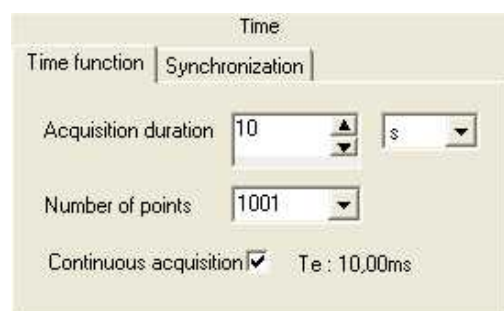 Time
Time function Synchronization
Acquisition duration 10 s
Number of points 1001
Continuous acquisition Te : 10,00ms